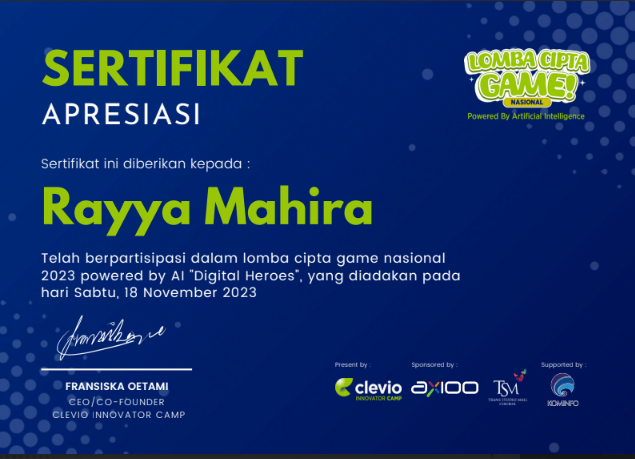 SERTIFIKAT
APRESIASI
LOMBA CIPTA
GAME!
NASIONAL
Powered By Artificial Intelligence
Sertifikat ini diberikan kepada :
Rayya Mahira
Telah berpartisipasi dalam lomba cipta game nasional
2023 powered by AI "Digital Heroes", yang diadakan pada
hari Sabtu, 18 November 2023
FRANSISKA OETAMI
CEO/CO-FOUNDER
CLEVIO INNOVATOR CAMP
Present by :
clevio
INNOVATOR CAMP
Sponsored by :
axioo
TSM
TRANS STUDIO MALL
CIBUBUR
Supported by :
KOMINFO